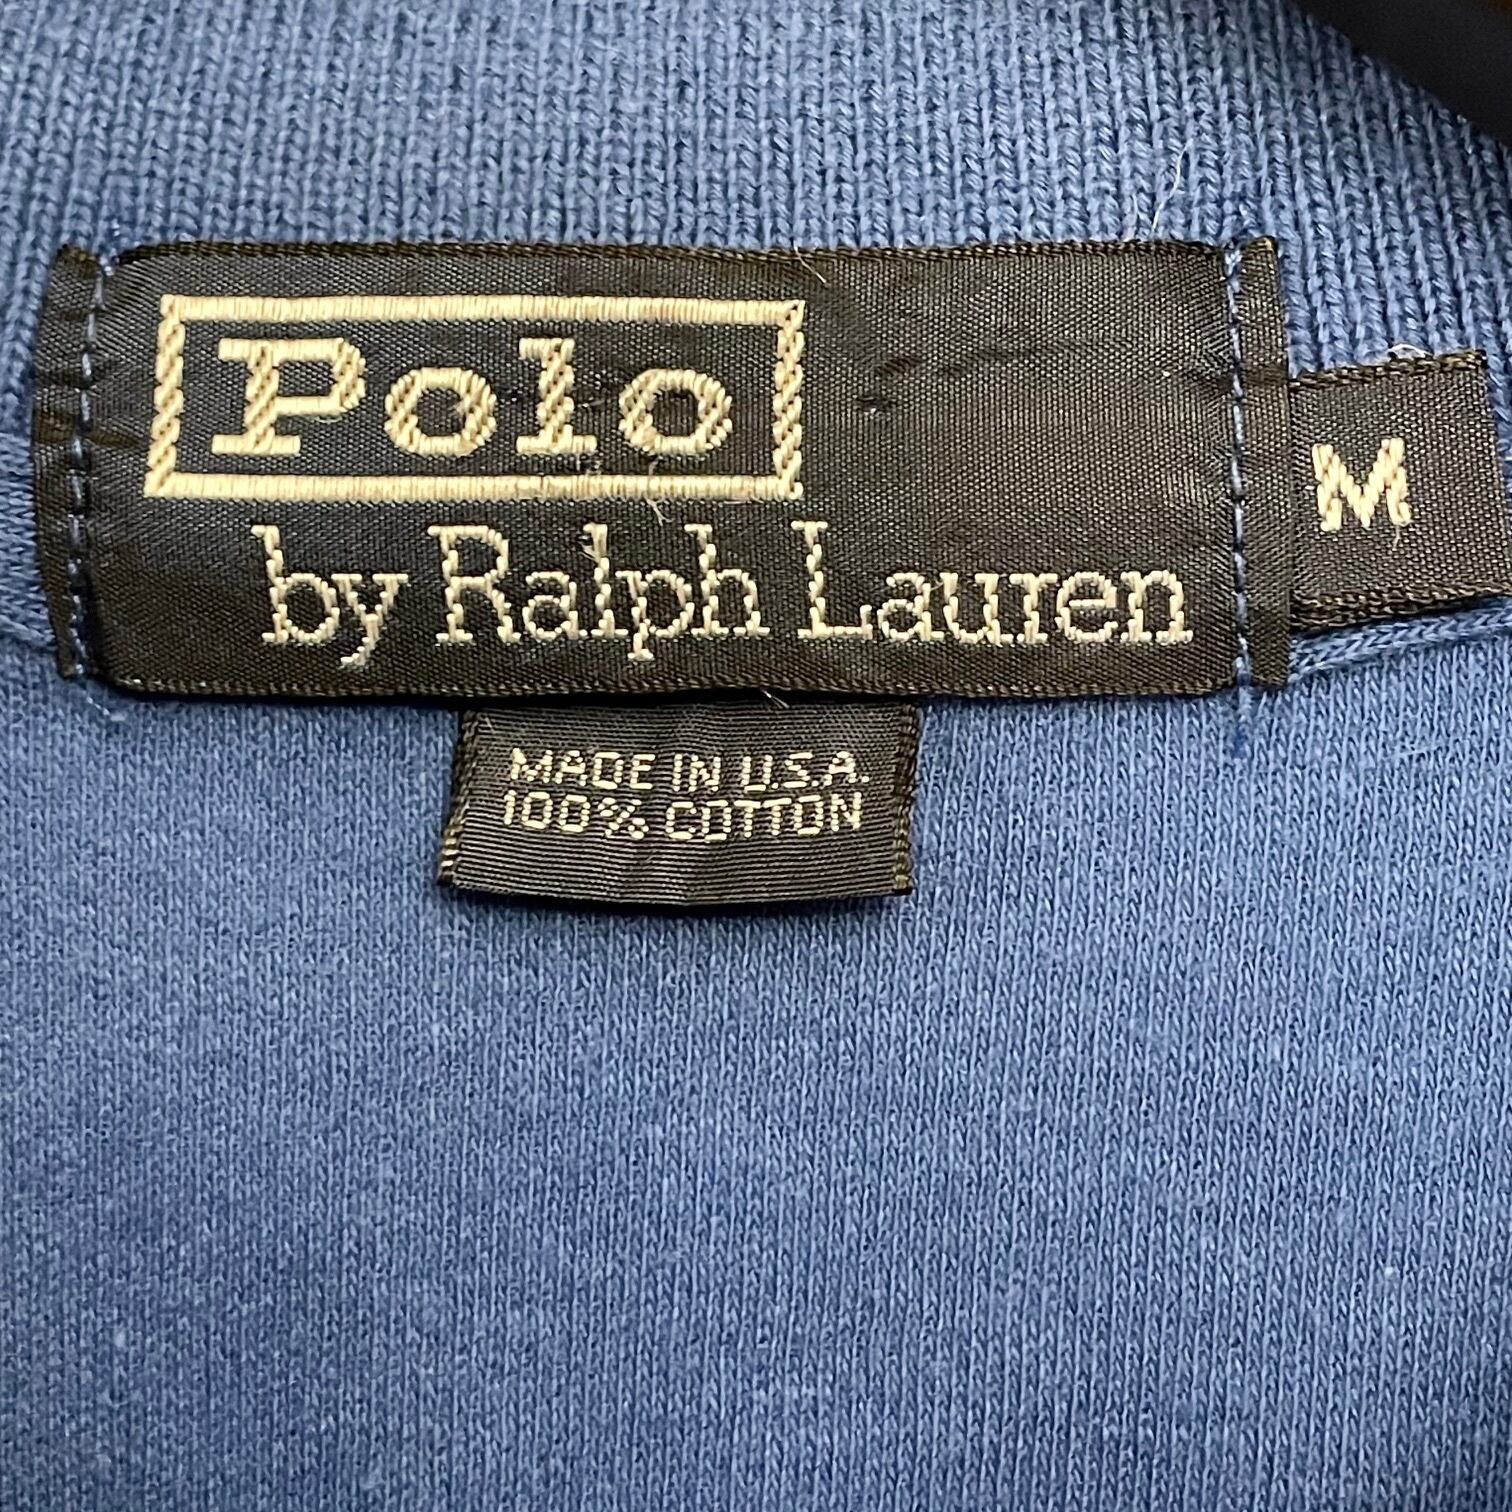 Polo
by Ralph Lauren
M
MADE IN U.S.A.
100% COTTON